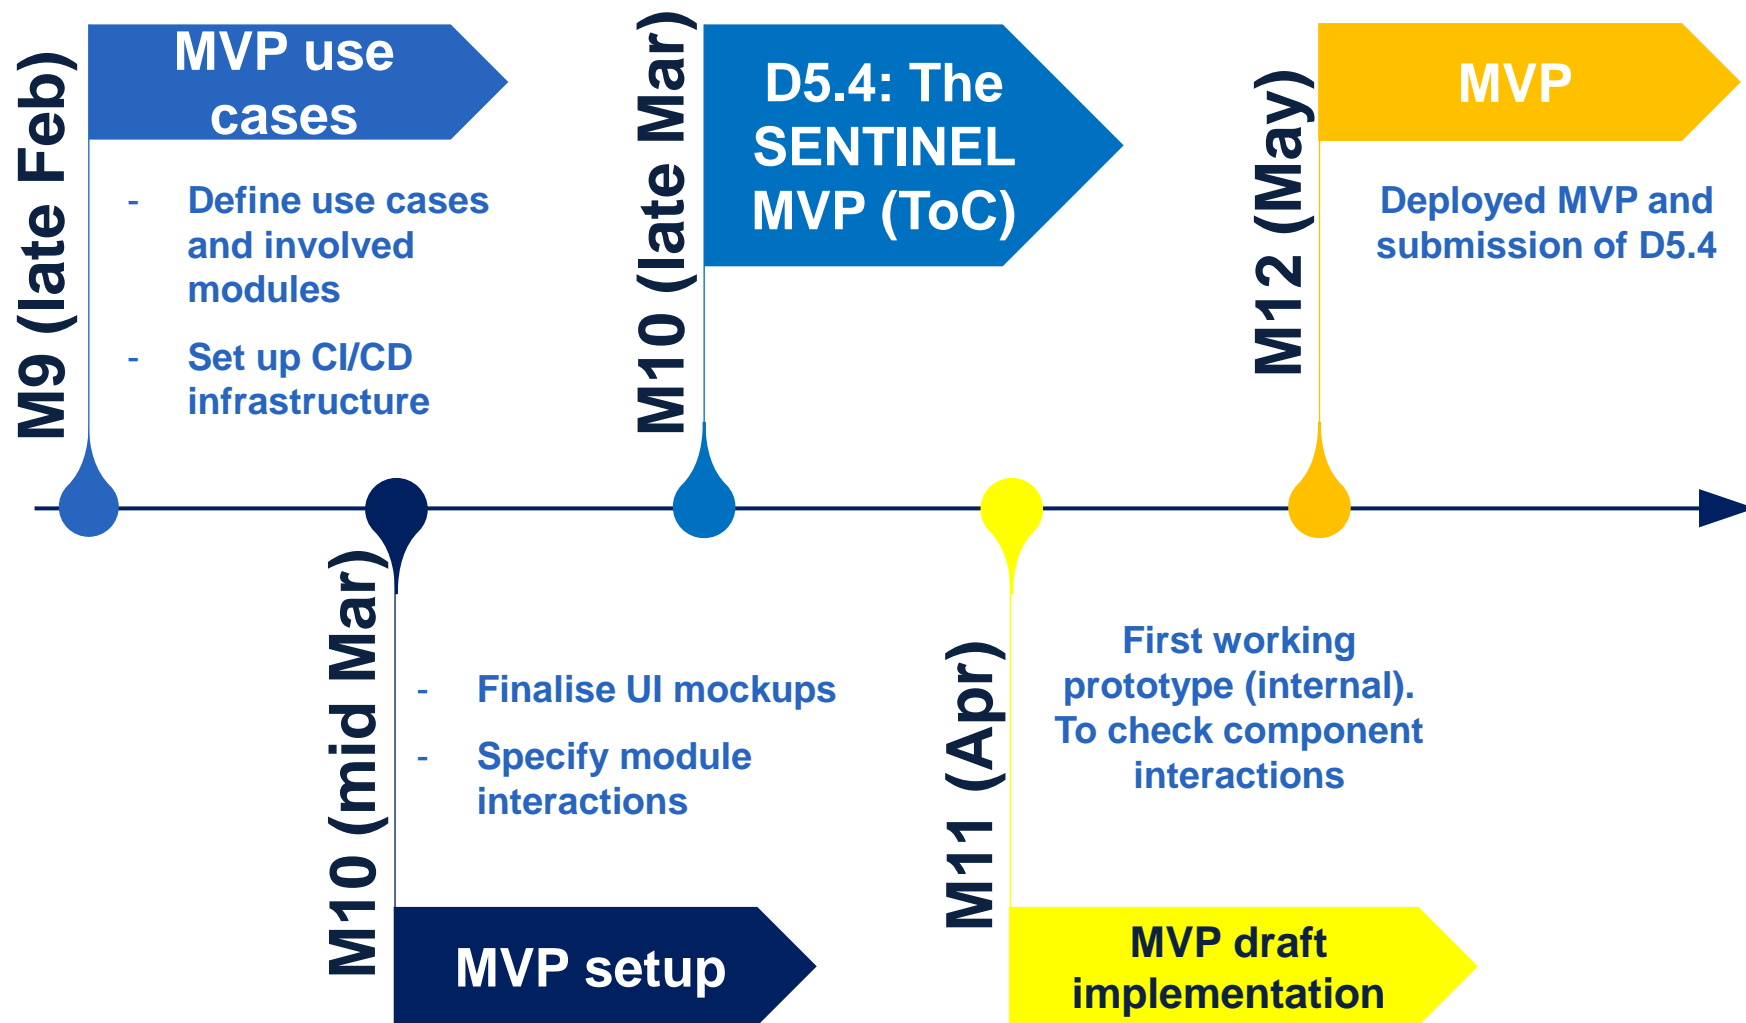 M9 (late Feb)
MVP use
cases
- Define use cases
and involved
modules
- Set up CI/CD
infrastructure
M10 (mid Mar)
- Finalise UI mockups
- Specify module
interactions
MVP setup
M10 (late Mar)
D5.4: The
SENTINEL
MVP (ToC)
M11 (Apr)
First working
prototype (internal).
To check component
interactions
MVP draft
implementation
M12 (May)
MVP
Deployed MVP and
submission of D5.4